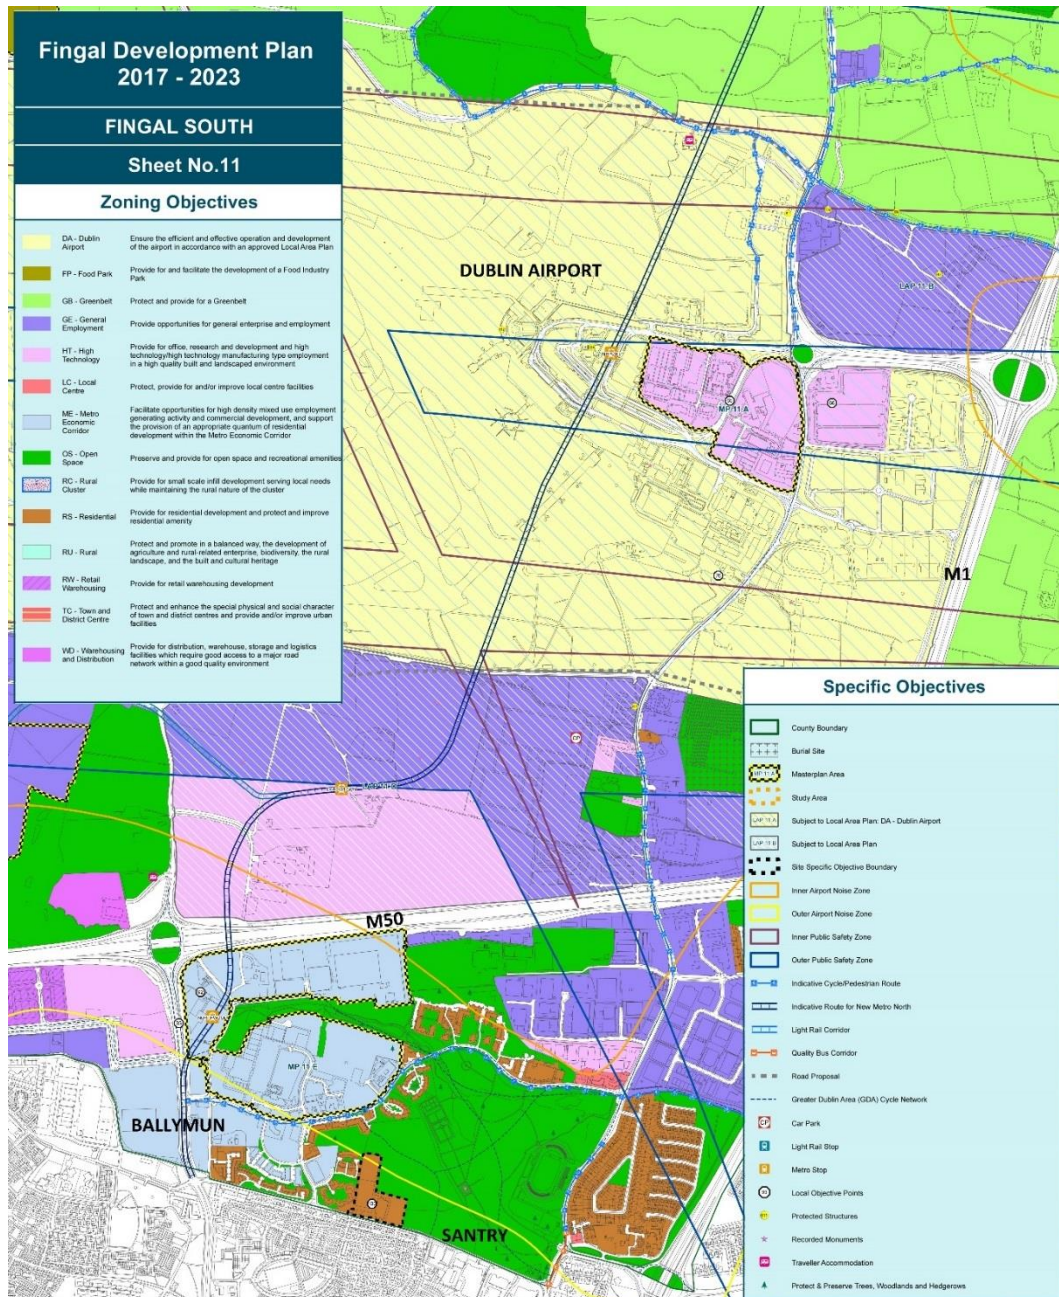 Fingal Development Plan
2017 - 2023
FINGAL SOUTH
Sheet No.11
Zoning Objectives
DA - Dublin Airport
Ensure the efficient and effective operation and development
of the airport in accordance with an approved Local Area Plan
FP - Food Park
Provide for and facilitate the development of a Food Industry
Park
GB - Greenbelt
Protect and provide for a Greenbelt
GE - General
Employment
Provide opportunities for general enterprise and employment
HT - High
Technology
Provide for office, research and development and high
technology/high technology manufacturing type employment
in a high quality built and landscaped environment
LC - Local
Centre
Protect, provide for and/or improve local centre facilities
ME - Metro
Economic
Corridor
Facilitate opportunities for high density mixed use employment
generating activity and commercial development, and support
the provision of an appropriate quantum of residential
development within the Metro Economic Corridor
OS - Open
Space
Preserve and provide for open space and recreational amenities
RC - Rural
Cluster
Provide for small scale infill development serving local needs
while maintaining the rural nature of the cluster
RS - Residential
Provide for residential development and protect and improve
residential amenity
RU - Rural
Protect and promote in a balanced way, the development of
agriculture and rural-related enterprise, biodiversity, the rural
landscape, and the built and cultural heritage
RW - Retail
Warehousing
Provide for retail warehousing development
TC - Town and
District Centre
Protect and enhance the special physical and social character
of town and district centres and provide and/or improve urban
facilities
WD - Warehousing
and Distribution
Provide for distribution, warehouse, storage and logistics
facilities which require good access to a major road
network within a good quality environment
DUBLIN AIRPORT
LAP 11.B
MP 11.A
M1
CP
M50
MP 11.E
BALLYMUN
SANTRY
Specific Objectives
County Boundary
Burial Site
MP 11.A
Masterplan Area
Study Area
LAP 11.A
Subject to Local Area Plan: DA - Dublin Airport
LAP 11.B
Subject to Local Area Plan
Site Specific Objective Boundary
Inner Airport Noise Zone
Outer Airport Noise Zone
Inner Public Safety Zone
Outer Public Safety Zone
Indicative Cycle/Pedestrian Route
Indicative Route for New Metro North
Light Rail Corridor
Quality Bus Corridor
Road Proposal
Greater Dublin Area (GDA) Cycle Network
CP
Car Park
Light Rail Stop
Metro Stop
Local Objective Points
Protected Structures
Recorded Monuments
Traveller Accommodation
Protect & Preserve Trees, Woodlands and Hedgerows